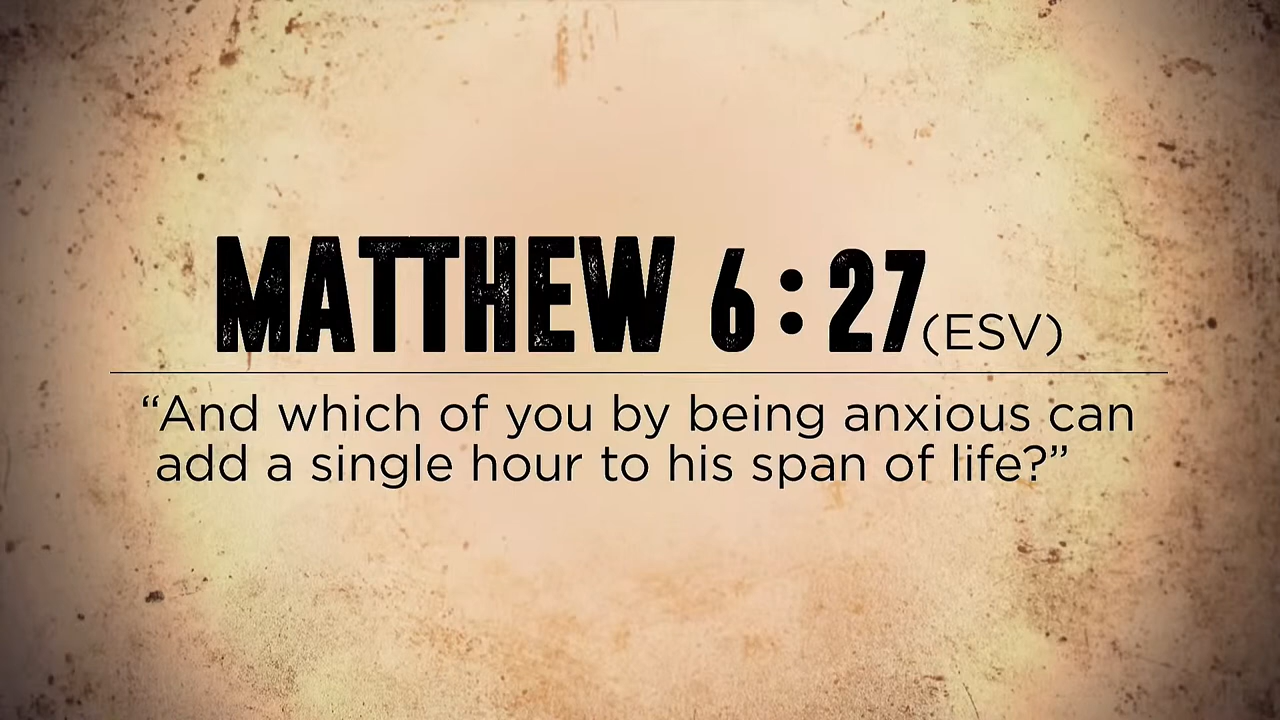 MATTHEW 6:27(ESV)
“And which of you by being anxious can
add a single hour to his span of life?”